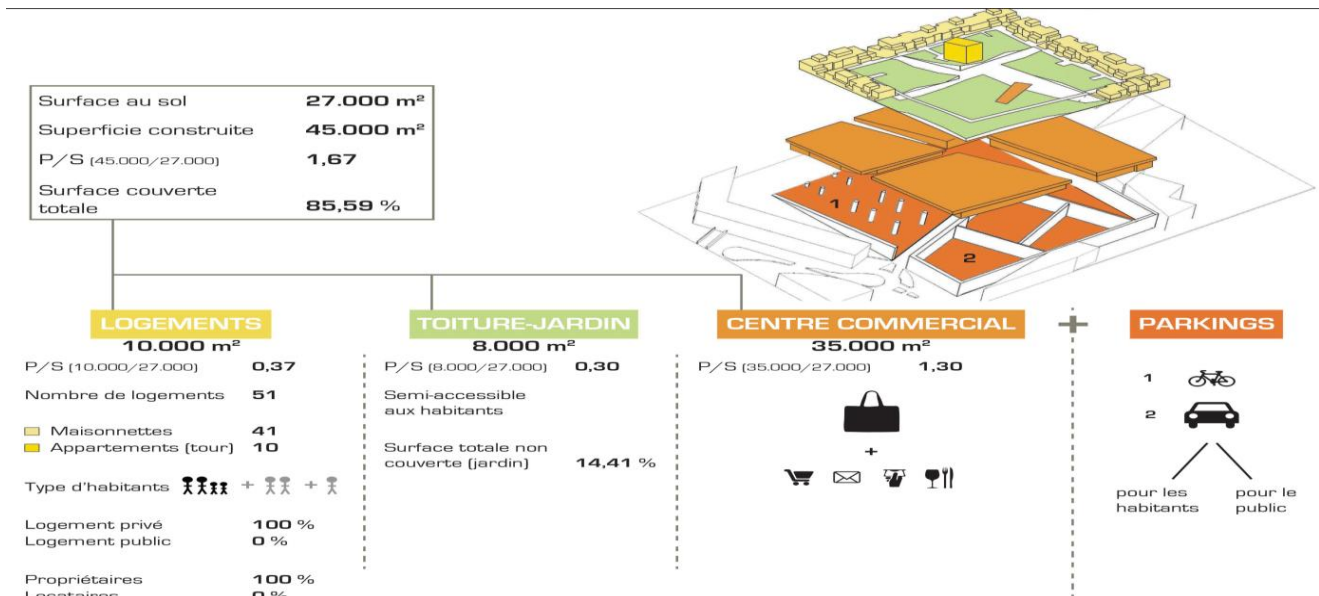 Surface au sol 27.000 m²
Superficie construite 45.000 m²
P/S (45.000/27.000) 1,67
Surface couverte
totale 85,59 %
1
2
LOGEMENTS
10.000 m²
P/S (10.000/27.000) 0,37
Nombre de logements 51
Maisonnettes 41
Appartements (tour) 10
Type d'habitants + +
Logement privé 100 %
Logement public 0 %
Propriétaires 100 %
Locataires 0 %
TOITURE-JARDIN
8.000 m²
P/S (8.000/27.000) 0,30
Semi-accessible
aux habitants
Surface totale non
couverte (jardin) 14,41 %
CENTRE COMMERCIAL
35.000 m²
P/S (35.000/27.000) 1,30
+
+
PARKINGS
1
2
pour les
habitants
pour le
public